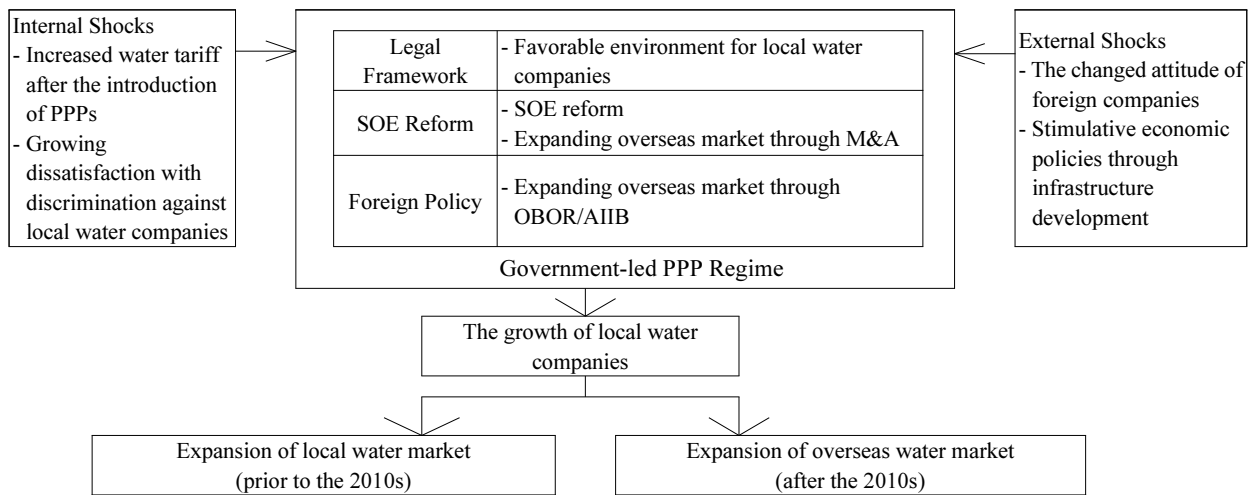 Internal Shocks
- Increased water tariff
after the introduction
of PPPs
- Growing
dissatisfaction with
discrimination against
local water companies
Legal
Framework
- Favorable environment for local water
companies
SOE Reform
- SOE reform
- Expanding overseas market through M&A
Foreign Policy
- Expanding overseas market through
OBOR/AIIB
Government-led PPP Regime
External Shocks
- The changed attitude of
foreign companies
- Stimulative economic
policies through
infrastructure
development
The growth of local water
companies
Expansion of local water market
(prior to the 2010s)
Expansion of overseas water market
(after the 2010s)